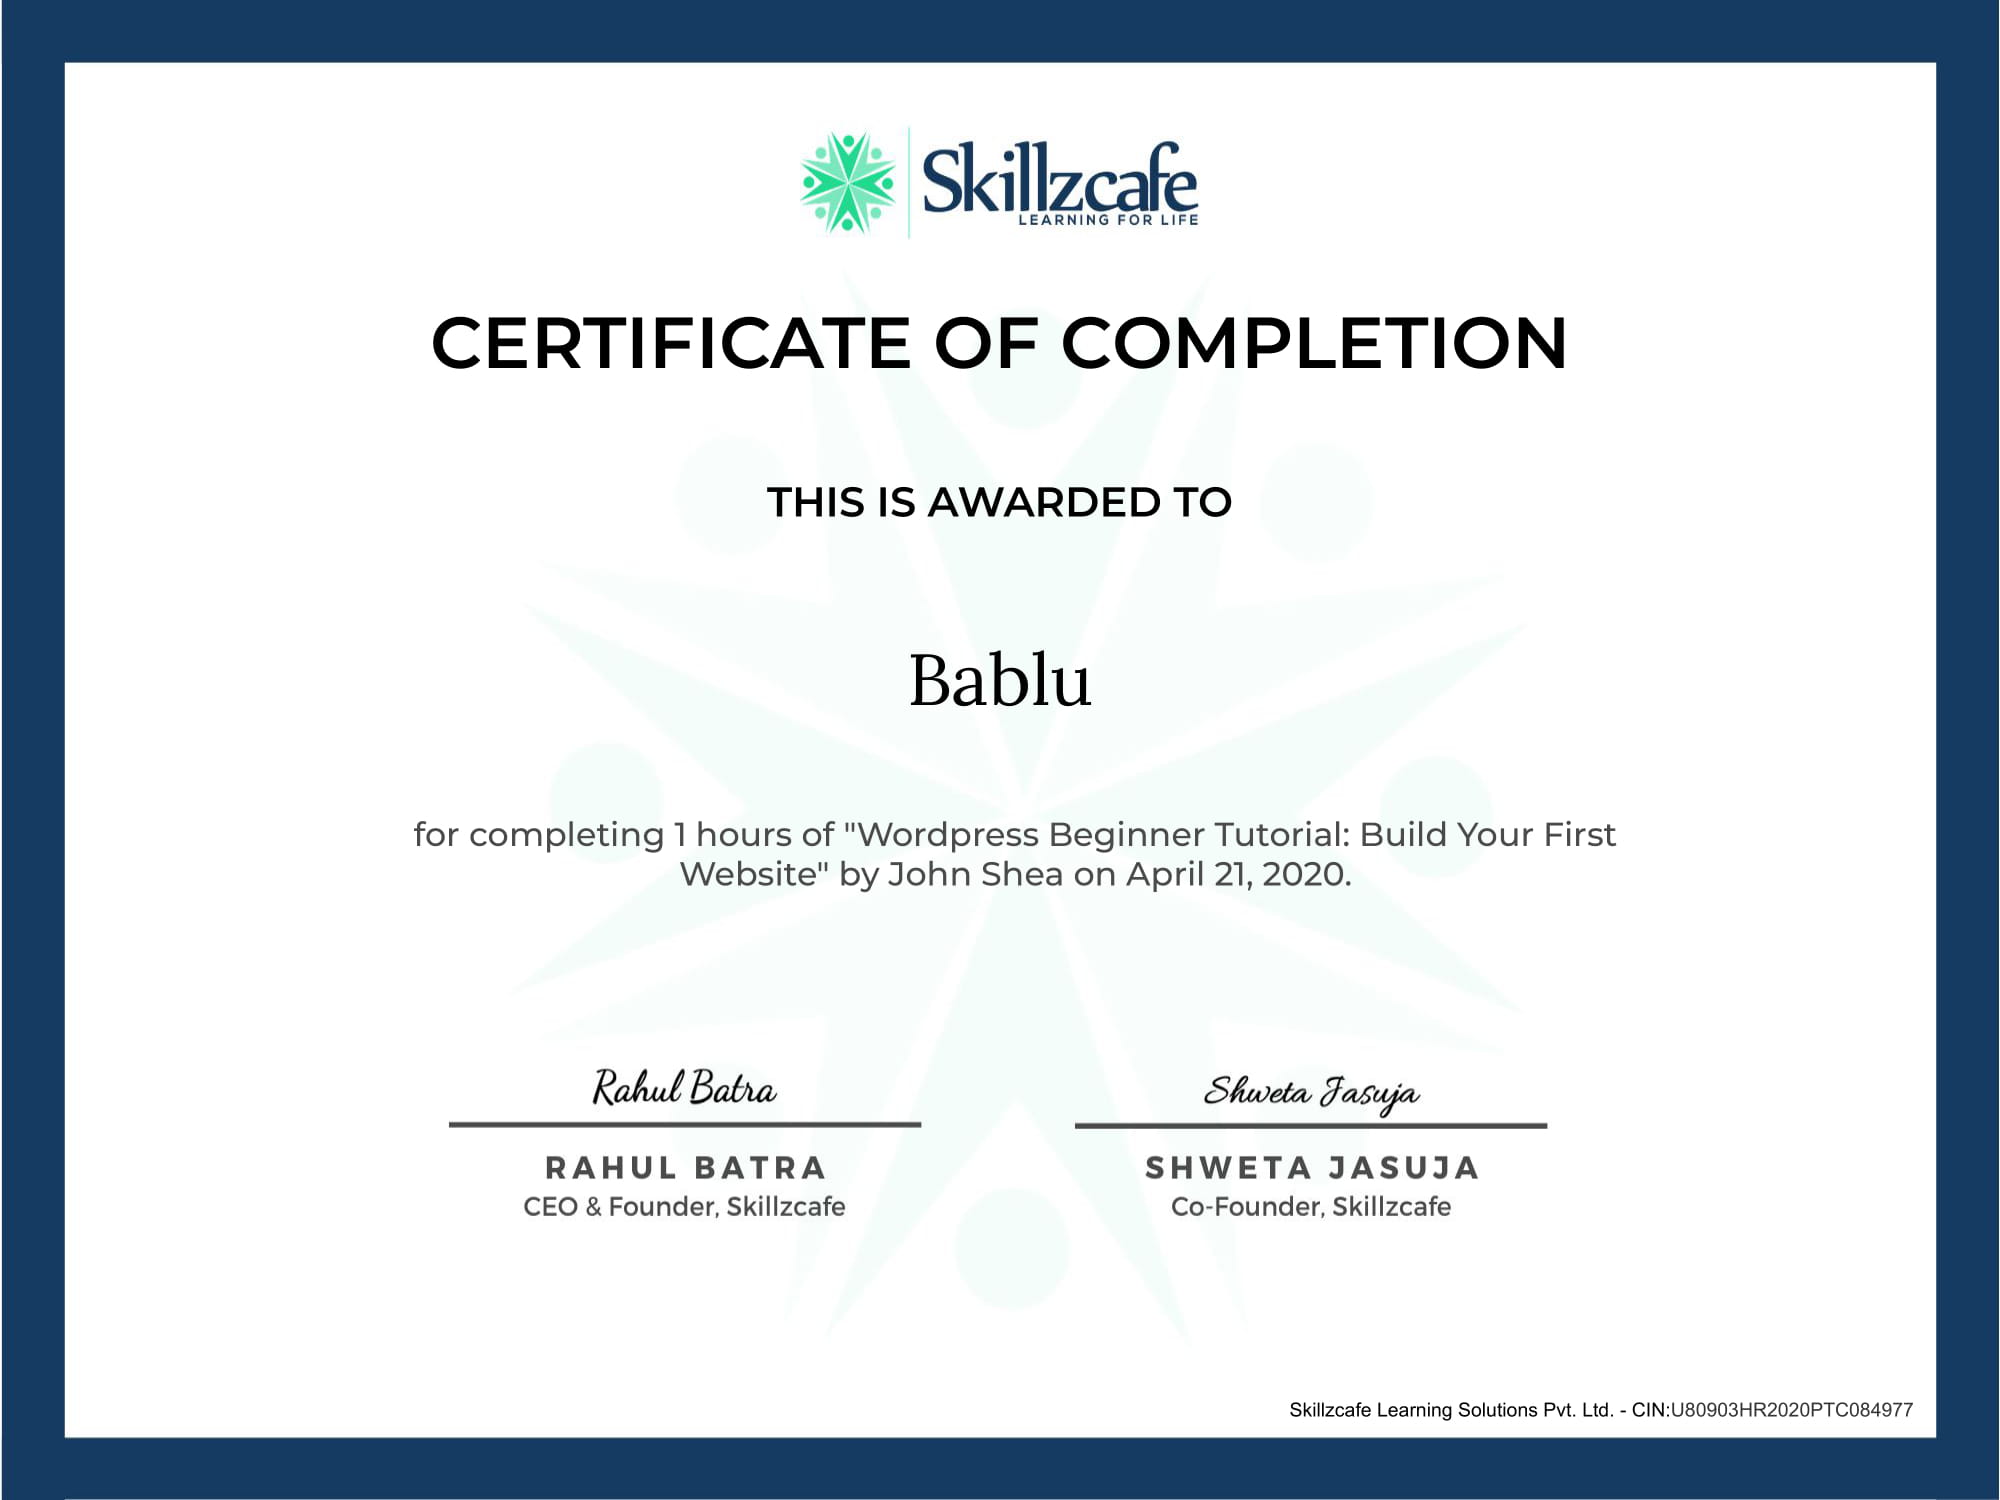 Skillzcafe
LEARNING FOR LIFE
CERTIFICATE OF COMPLETION
THIS IS AWARDED TO
Bablu
for completing 1 hours of "Wordpress Beginner Tutorial: Build Your First
Website" by John Shea on April 21, 2020.
Rahul Batra
RAHUL BATRA
CEO & Founder, Skillzcafe
Shweta Jasuja
SHWETA JASUJA
Co-Founder, Skillzcafe
Skillzcafe Learning Solutions Pvt. Ltd. - CIN:U80903HR2020PTC084977